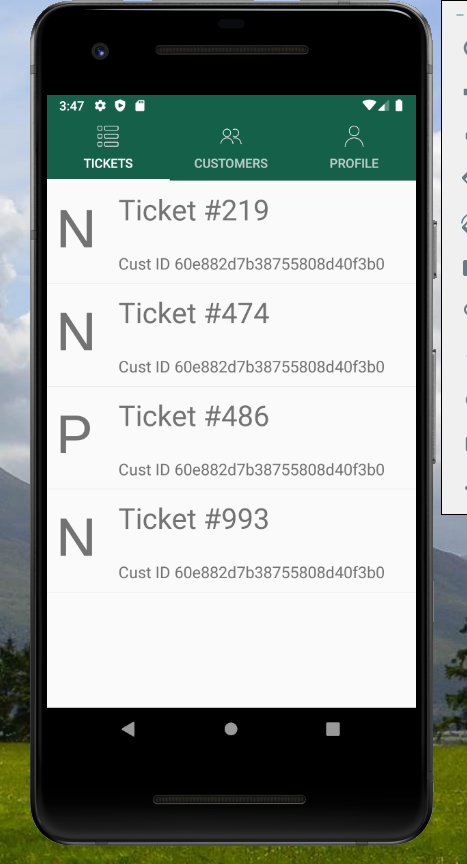 3:47
TICKETS CUSTOMERS PROFILE
N Ticket #219
Cust ID 60e882d7b38755808d40f3b0
N Ticket #474
Cust ID 60e882d7b38755808d40f3b0
P Ticket #486
Cust ID 60e882d7b38755808d40f3b0
N Ticket #993
Cust ID 60e882d7b38755808d40f3b0